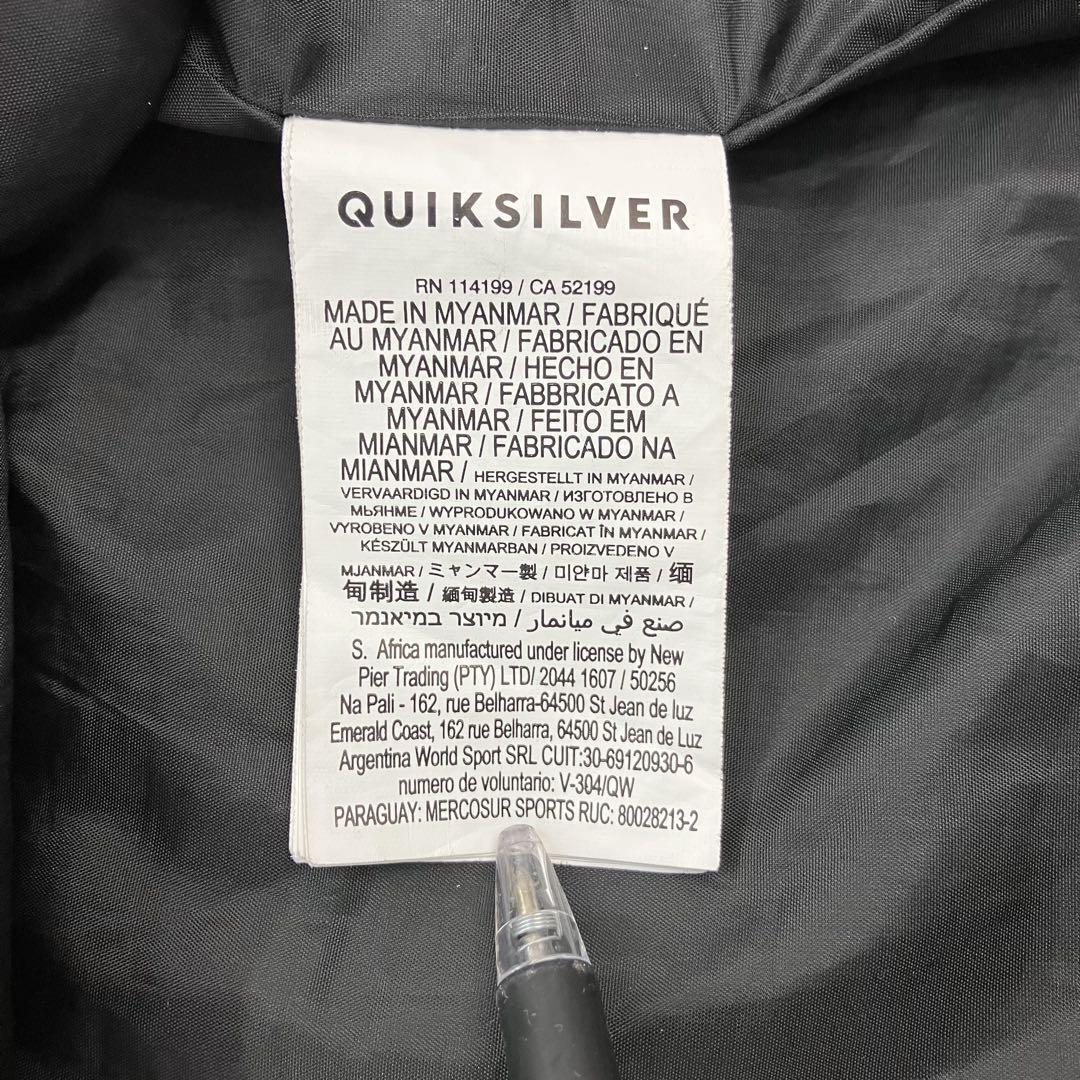 QUIKSILVER
RN 114199 / CA 52199
MADE IN MYANMAR / FABRIQUÉ
AU MYANMAR / FABRICADO EN
MYANMAR / HECHO EN
MYANMAR / FABBRICATO A
MYANMAR / FEITO EM
MIANMAR / FABRICADO NA
MIANMAR / HERGESTELLT IN MYANMAR /
VERVAARDIGD IN MYANMAR / ИЗГОТОВЛЕНО В
МЬЯНМЕ / WYPRODUKOWANO W MYANMAR /
VYROBENO V MYANMAR / FABRICAT ÎN MYANMAR /
KÉSZÜLT MYANMARBAN / PROIZVEDENO V
MJANMAR / ミャンマー製 / 미얀마 제품 / 缅
甸制造 / 緬甸製造 / DIBUAT DI MYANMAR /
صنع في ميانمار / מיוצר במיאנמר
S. Africa manufactured under license by New
Pier Trading (PTY) LTD/ 2044 1607 / 50256
Na Pali - 162, rue Belharra-64500 St Jean de luz
Emerald Coast, 162 rue Belharra, 64500 St Jean de Luz
Argentina World Sport SRL CUIT:30-69120930-6
numero de voluntario: V-304/QW
PARAGUAY: MERCOSUR SPORTS RUC: 80028213-2